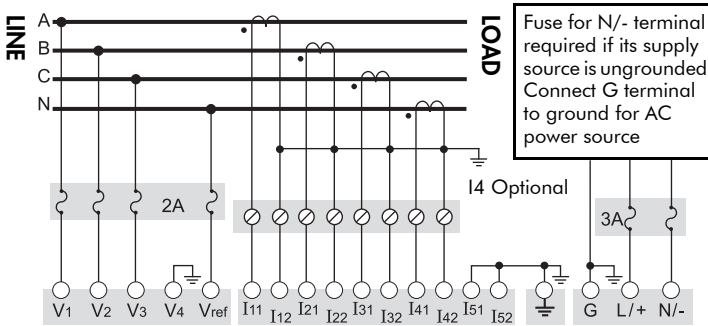 LINE
A
B
C
N
LOAD
Fuse for N/- terminal
required if its supply
source is ungrounded
Connect G terminal
to ground for AC
power source
I4 Optional
2A
3A
V1 V2 V3 V4 Vref I11 I12 I21 I22 I31 I32 I41 I42 I51 I52 G L/+ N/-